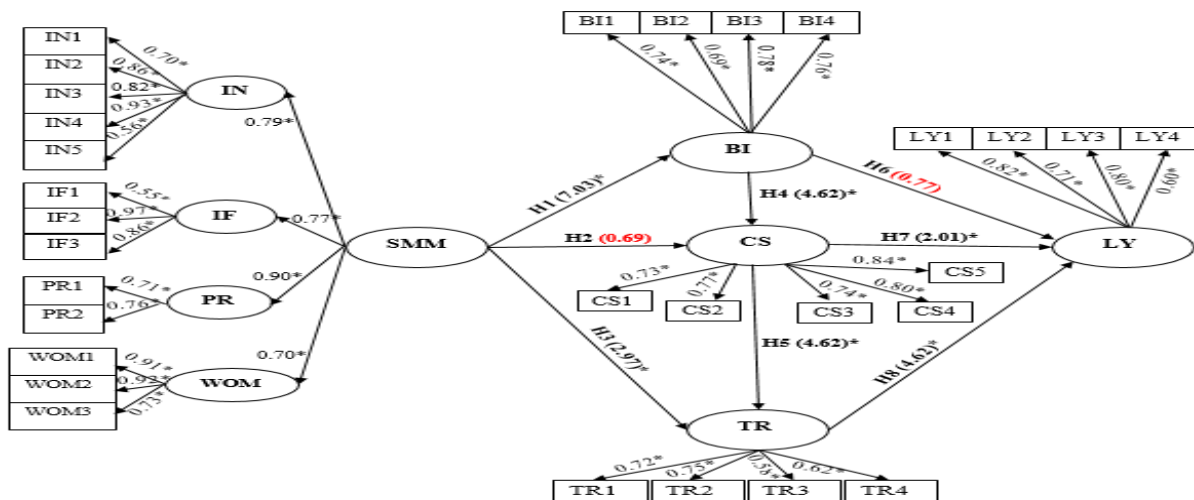 BI1 BI2 BI3 BI4
0.74* 0.69* 0.78* 0.76*
IN1
IN2
IN3
IN4
IN5
0.70*
0.86*
0.82*
0.93*
0.56*
IN
0.79*
IF1
IF2
IF3
0.55*
0.97*
0.86*
IF
0.77*
PR1
PR2
0.71*
0.76*
PR
0.90*
WOM1
WOM2
WOM3
0.91*
0.92*
0.73*
WOM
0.70*
SMM
H1 (7.03)*
H2 (0.69)
H3 (2.97)*
BI
H4 (4.62)*
H6 (0.77)
CS
H7 (2.01)*
0.73* 0.77* 0.74* 0.80* 0.84*
CS1 CS2 CS3 CS4 CS5
H5 (4.62)*
H8 (4.62)*
LY1 LY2 LY3 LY4
0.82* 0.71* 0.80* 0.60*
LY
TR
0.72* 0.75* 0.58* 0.62*
TR1 TR2 TR3 TR4